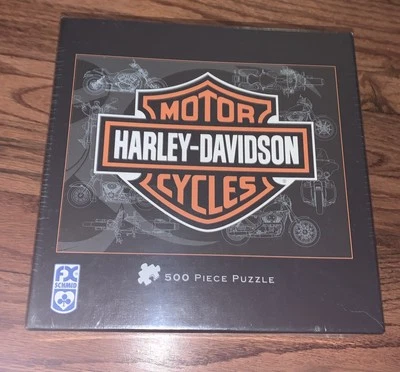 MOTOR
HARLEY-DAVIDSON
CYCLES
500 PIECE PUZZLE
FX
SCHMID